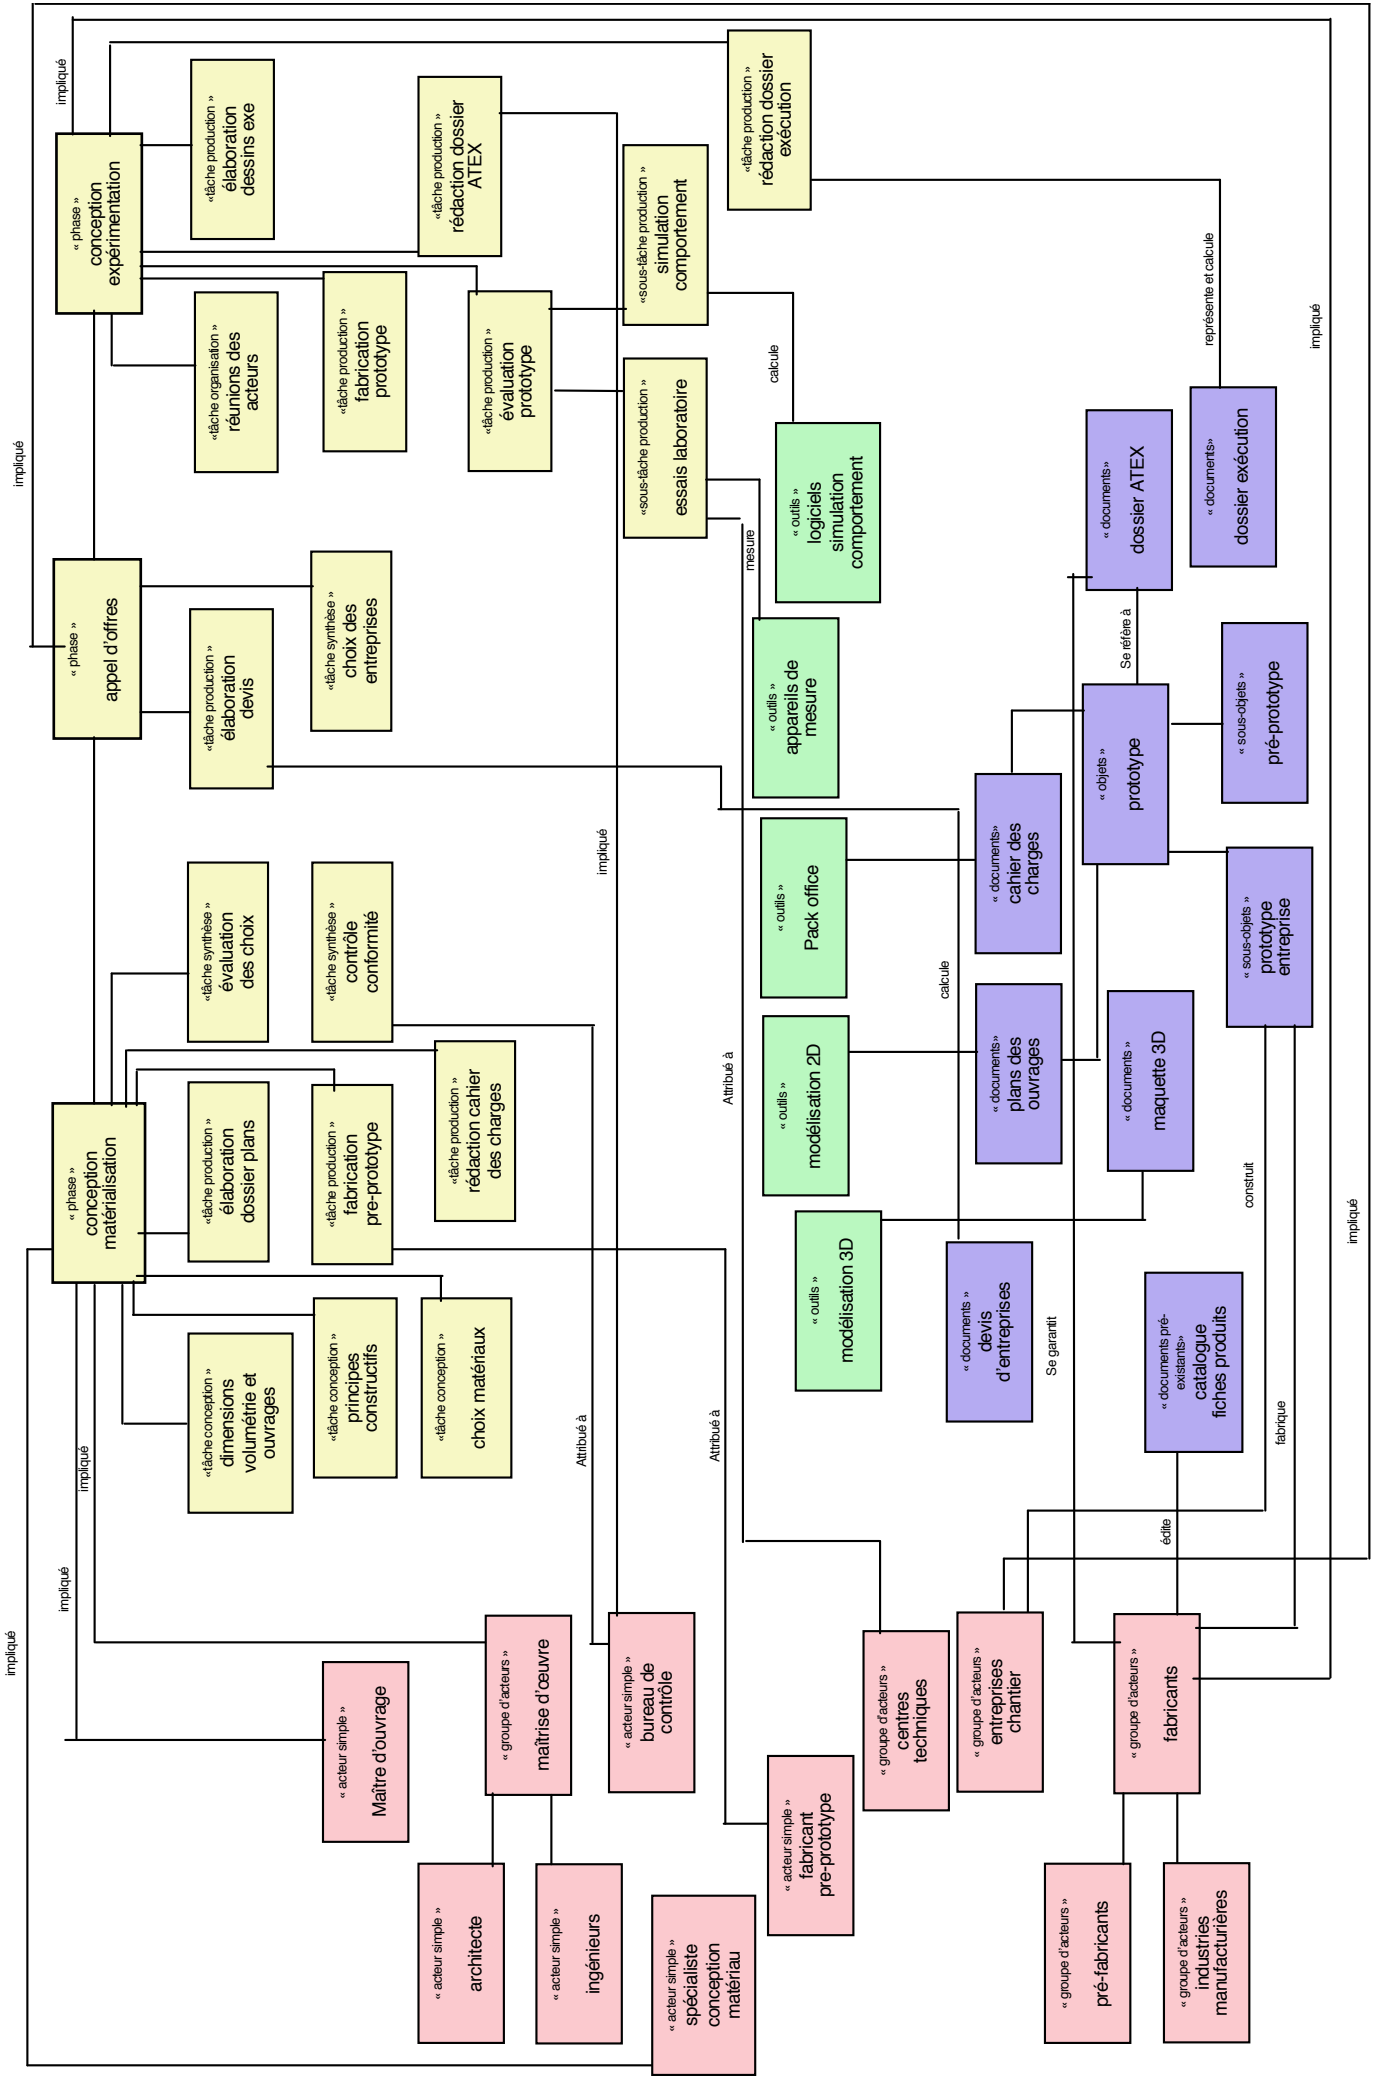 impliqué
impliqué
impliqué
impliqué
impliqué
« phase »
conception
matérialisation
« phase »
appel d'offres
« phase »
conception
expérimentation
«tâche conception »
dimensions
volumétrie et
ouvrages
«tâche production »
élaboration
dossier plans
«tâche synthèse »
évaluation
des choix
«tâche production »
élaboration
devis
«tâche organisation »
réunions des
acteurs
«tâche production »
élaboration
dessins exe
«tâche conception »
principes
constructifs
«tâche production »
fabrication
pre-prototype
«tâche synthèse »
contrôle
conformité
«tâche synthèse »
choix des
entreprises
«tâche production »
fabrication
prototype
« acteur simple »
Maître d'ouvrage
«tâche conception »
choix matériaux
«tâche production »
rédaction cahier
des charges
«tâche production »
rédaction dossier
ATEX
« acteur simple »
architecte
« groupe d'acteurs »
maîtrise d'œuvre
«tâche production »
évaluation
prototype
« acteur simple »
ingénieurs
Attribué à
impliqué
« acteur simple »
bureau de
contrôle
«sous-tâche production »
essais laboratoire
«sous-tâche production »
simulation
comportement
« acteur simple »
spécialiste
conception
matériau
Attribué à
Attribué à
mesure
calcule
«tâche production »
rédaction dossier
exécution
« acteur simple »
fabricant
pre-prototype
« outils »
modélisation 3D
« outils »
modélisation 2D
« outils »
Pack office
« outils »
appareils de
mesure
« outils »
logiciels
simulation
comportement
« groupe d'acteurs »
centres
techniques
calcule
« groupe d'acteurs »
entreprises
chantier
« documents »
devis
d'entreprises
« documents»
plans des
ouvrages
« documents»
cahier des
charges
Se garantit
« groupe d'acteurs »
pré-fabricants
« groupe d'acteurs »
fabricants
édite
« documents pré-
existants»
catalogue
fiches produits
« documents »
maquette 3D
« objets »
prototype
Se réfère à
« documents»
dossier ATEX
« groupe d'acteurs »
industries
manufacturières
construit
« sous-objets »
prototype
entreprise
« sous-objets »
pré-prototype
« documents»
dossier exécution
représente et calcule
fabrique
impliqué
impliqué